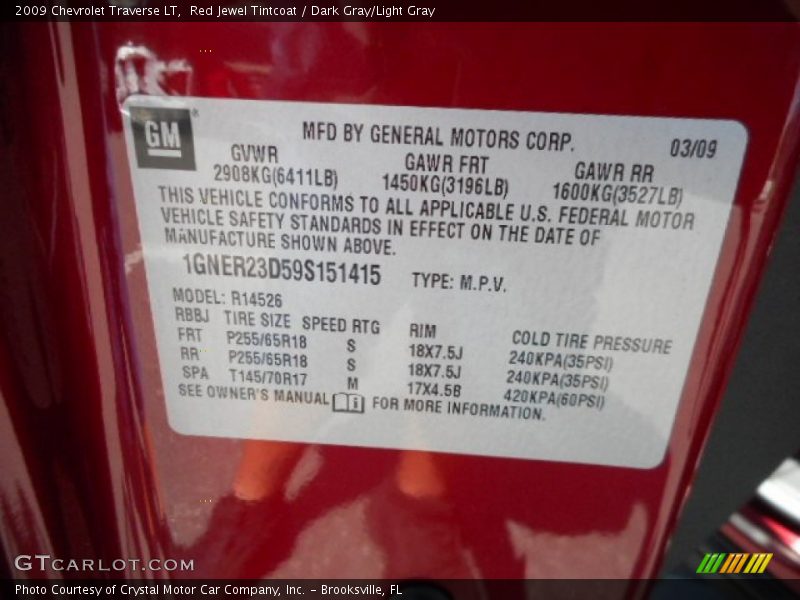 2009 Chevrolet Traverse LT,  Red Jewel Tintcoat / Dark Gray/Light Gray
GM ®
MFD BY GENERAL MOTORS CORP. 03/09
GVWR GAWR FRT GAWR RR
2908KG(6411LB) 1450KG(3196LB) 1600KG(3527LB)
THIS VEHICLE CONFORMS TO ALL APPLICABLE U.S. FEDERAL MOTOR
VEHICLE SAFETY STANDARDS IN EFFECT ON THE DATE OF
MANUFACTURE SHOWN ABOVE.
1GNER23D59S151415 TYPE: M.P.V.
MODEL: R14526
RBBJ TIRE SIZE SPEED RTG RIM COLD TIRE PRESSURE
FRT P255/65R18 S 18X7.5J 240KPA(35PSI)
RR P255/65R18 S 18X7.5J 240KPA(35PSI)
SPA T145/70R17 M 17X4.5B 420KPA(60PSI)
SEE OWNER'S MANUAL FOR MORE INFORMATION.
GTCARLOT.COM
Photo Courtesy of Crystal Motor Car Company, Inc. – Brooksville, FL